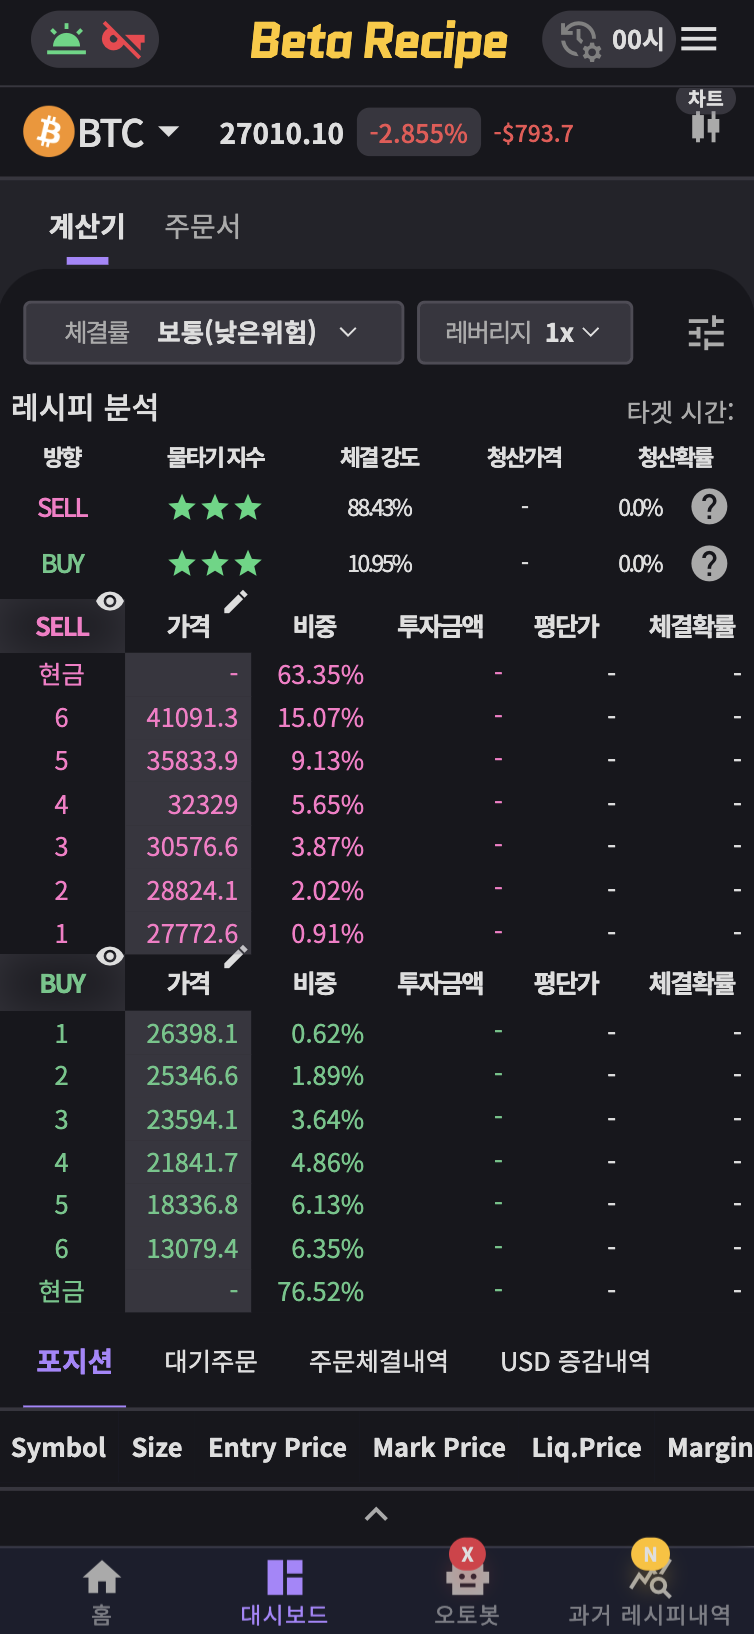 Beta Recipe 00시
차트
BTC 27010.10 -2.855% -$793.7
계산기 주문서
체결률 보통(낮은위험) 레버리지 1x
레시피 분석 타겟 시간:
방향 물타기 지수 체결 강도 청산가격 청산확률
SELL 88.43% - 0.0% ?
BUY 10.95% - 0.0% ?
SELL 가격 비중 투자금액 평단가 체결확률
현금 - 63.35% - - -
6 41091.3 15.07% - - -
5 35833.9 9.13% - - -
4 32329 5.65% - - -
3 30576.6 3.87% - - -
2 28824.1 2.02% - - -
1 27772.6 0.91% - - -
BUY 가격 비중 투자금액 평단가 체결확률
1 26398.1 0.62% - - -
2 25346.6 1.89% - - -
3 23594.1 3.64% - - -
4 21841.7 4.86% - - -
5 18336.8 6.13% - - -
6 13079.4 6.35% - - -
현금 - 76.52% - - -
포지션 대기주문 주문체결내역 USD 증감내역
Symbol Size Entry Price Mark Price Liq.Price Margin
X N
홈 대시보드 오토봇 과거 레시피내역